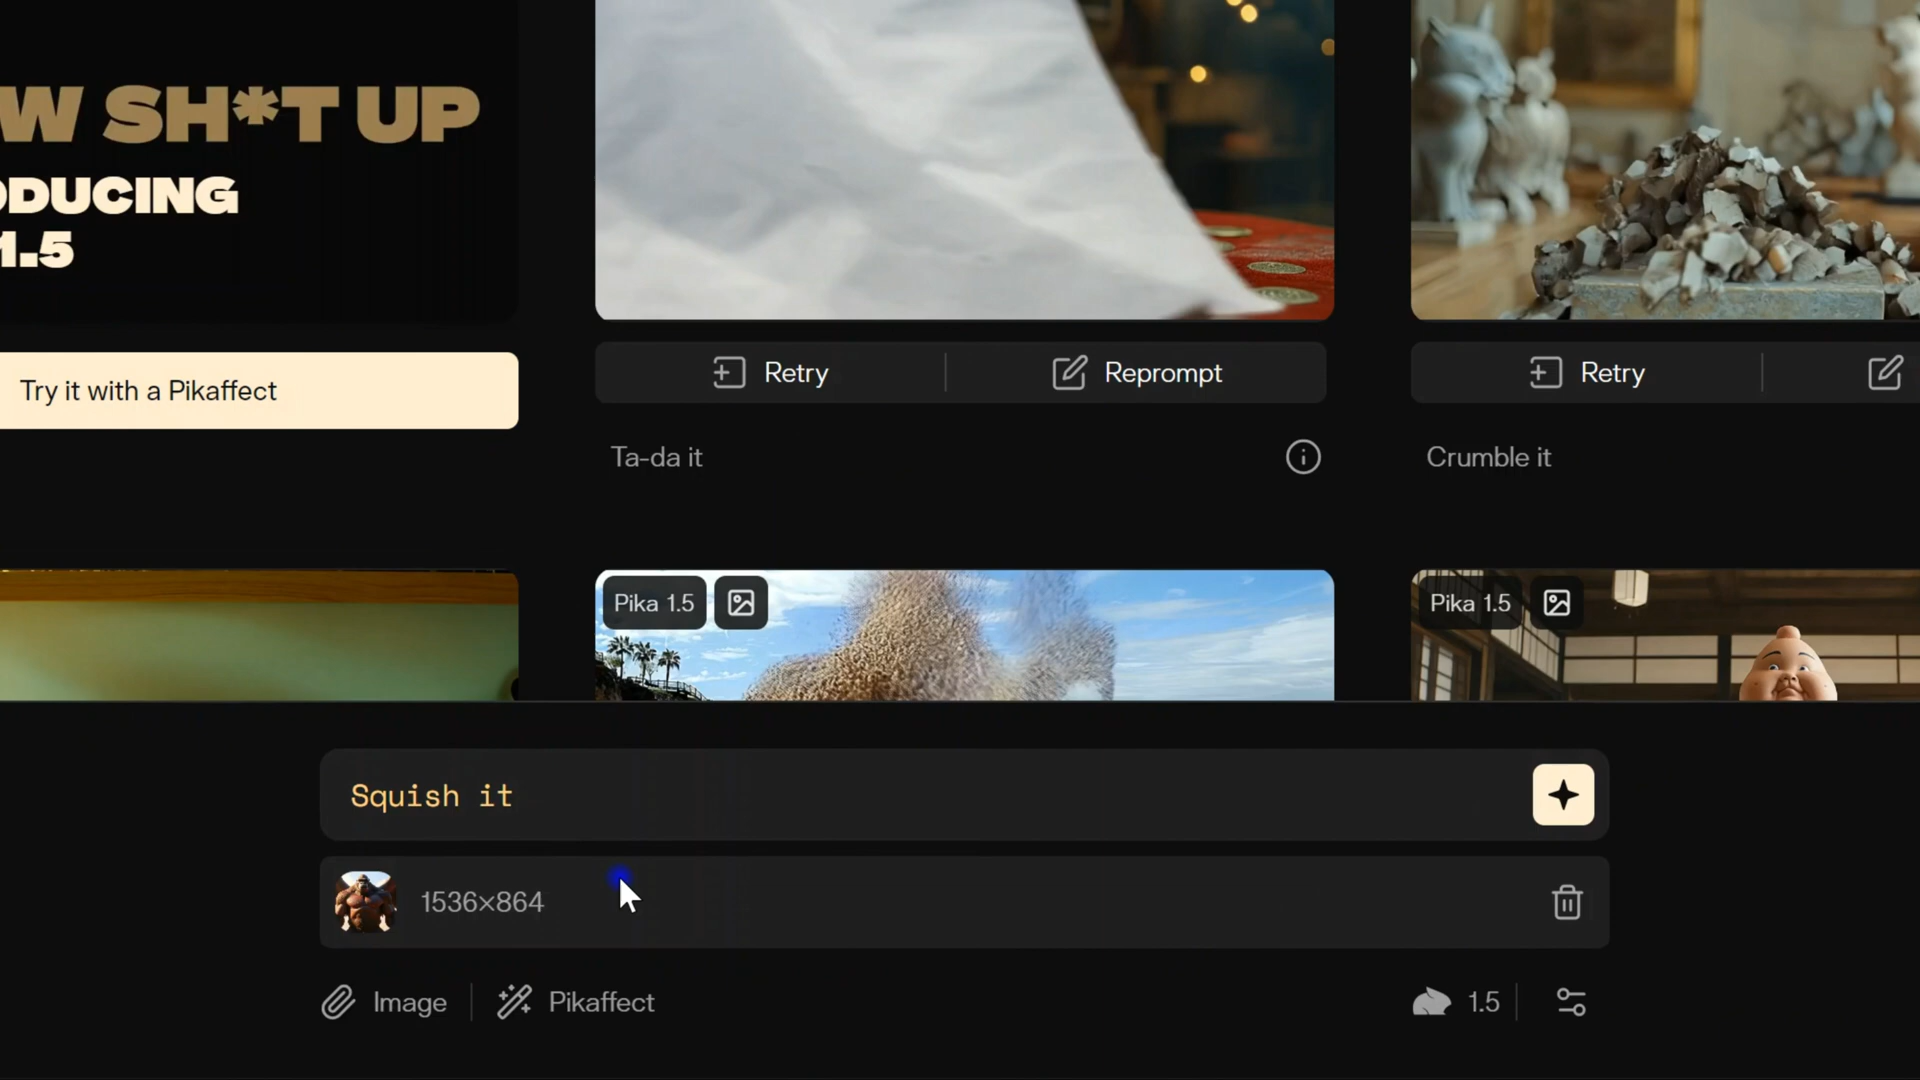 W SH*T UP
ODUCING
1.5
Try it with a Pikaffect
Retry
Reprompt
Retry
Ta-da it
Crumble it
Pika 1.5
Pika 1.5
Squish it
1536×864
Image
Pikaffect
1.5